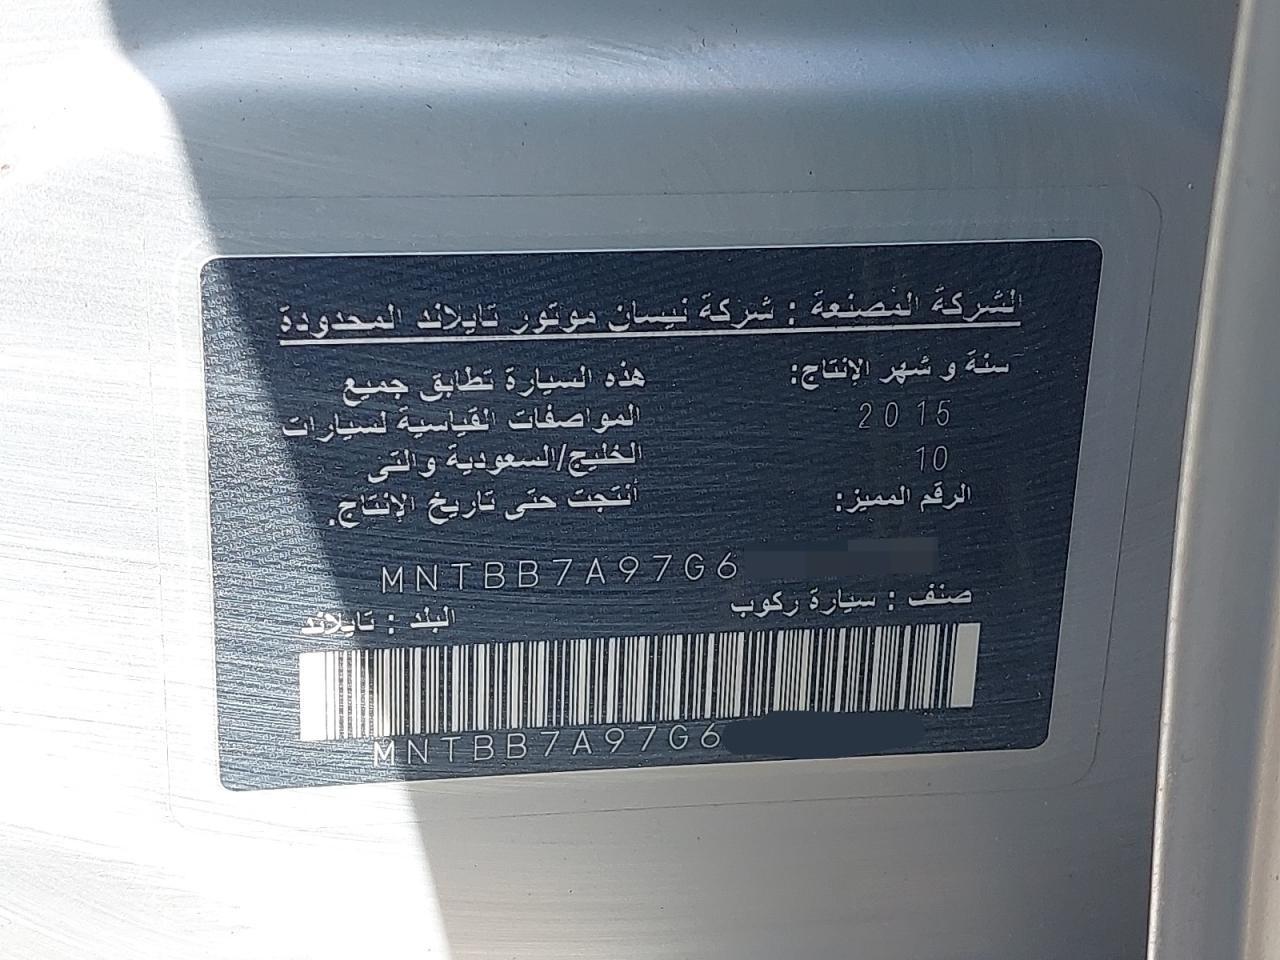 الشركة المصنعة : شركة نيسان موتور تايلاند المحدودة
سنة و شهر الإنتاج:
2015
10
الرقم المميز:
هذه السيارة تطابق جميع
المواصفات القياسية لسيارات
الخليج/السعودية والتى
أنتجت حتى تاريخ الإنتاج.
MNTBB7A97G6
صنف : سيارة ركوب
البلد : تايلاند
MNTBB7A97G6